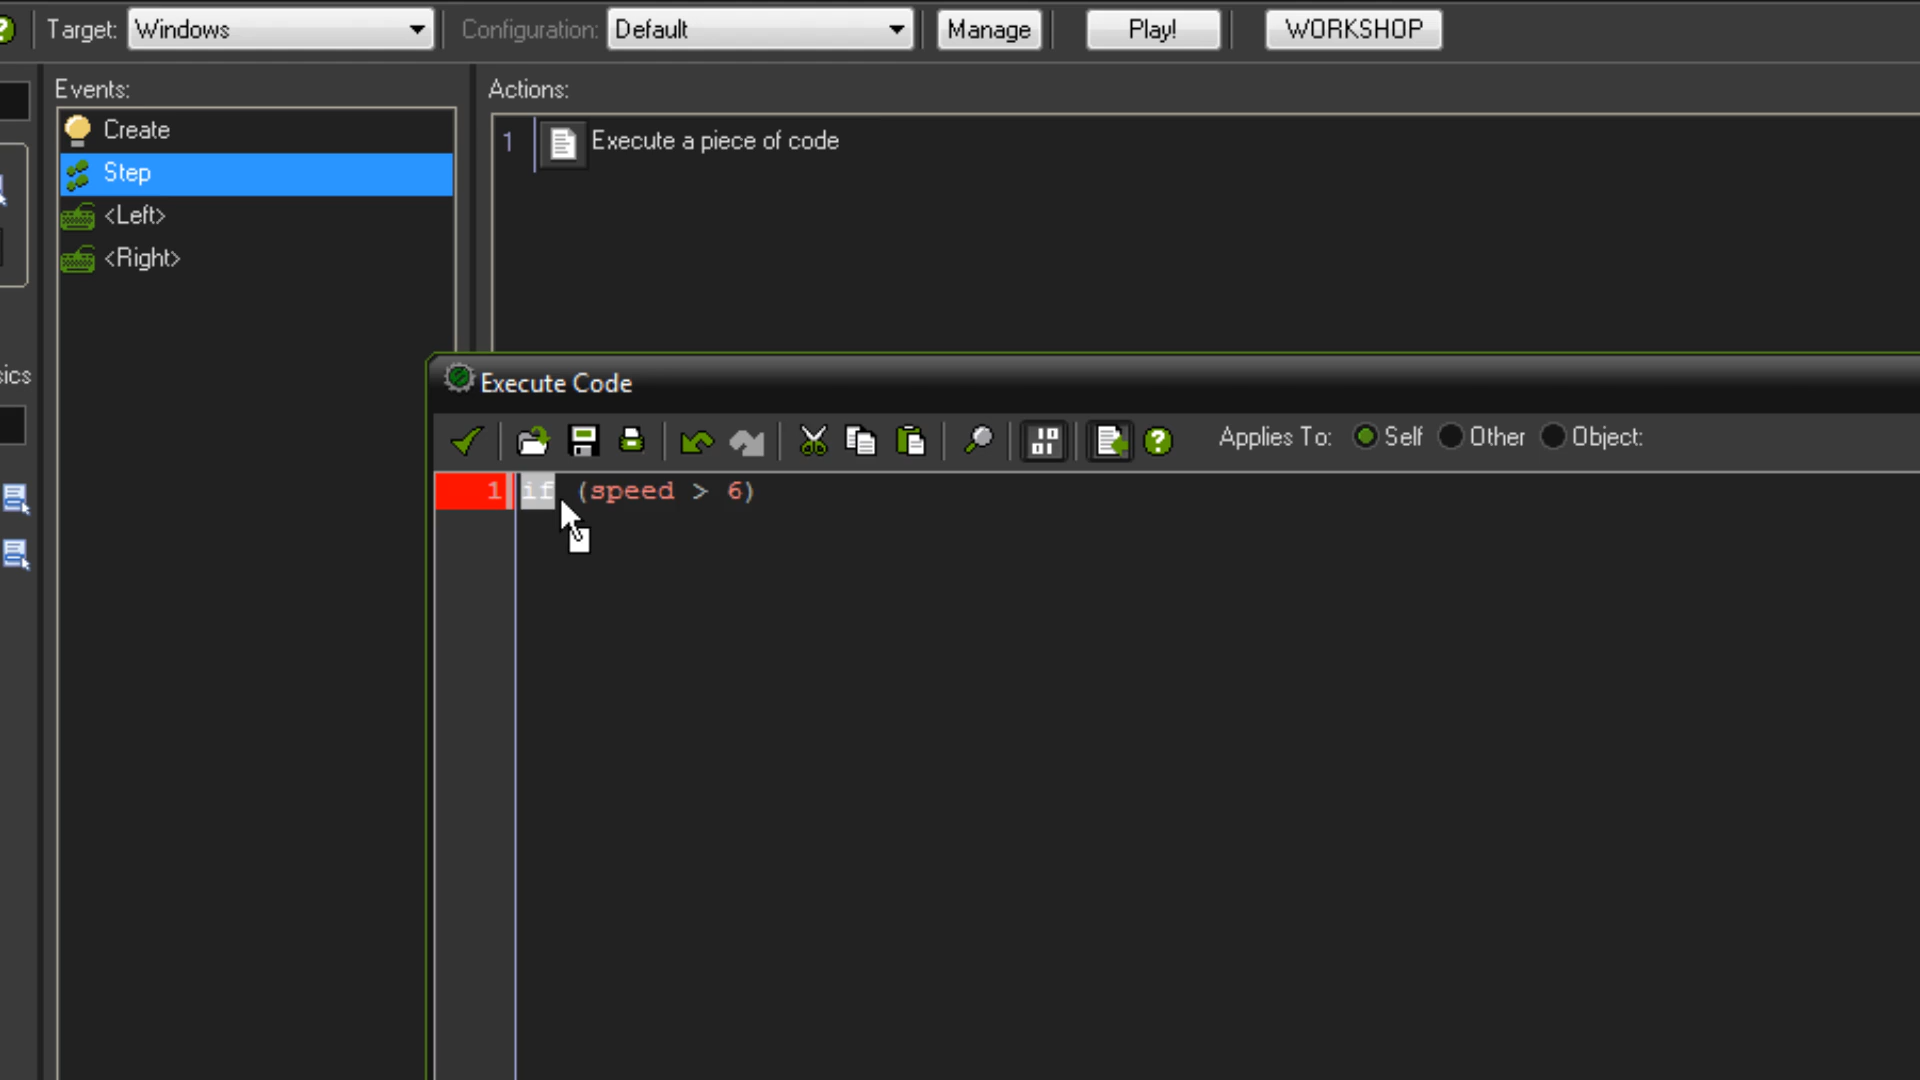 Target: Windows Configuration: Default Manage Play! WORKSHOP
Events:
Actions:
Create
1 Execute a piece of code
Step
<Left>
<Right>
sics
Execute Code
Applies To: Self Other Object:
1 if (speed > 6)